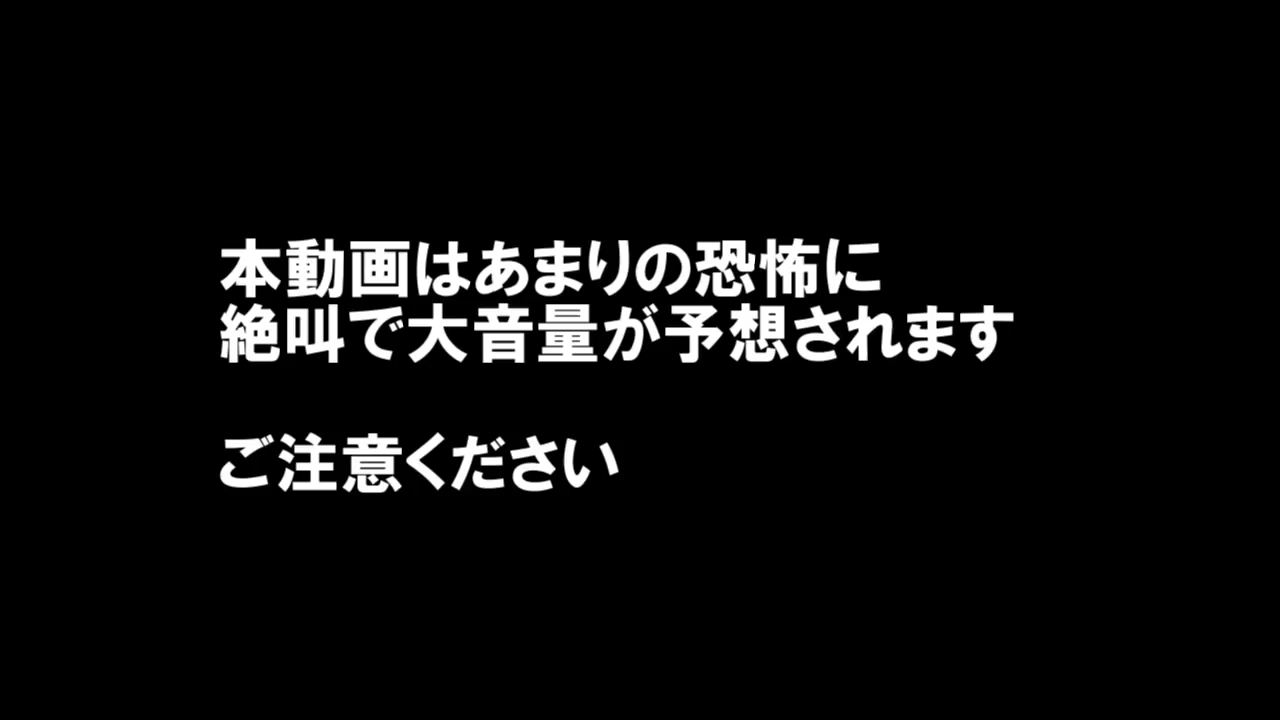 本動画はあまりの恐怖に
絶叫で大音量が予想されます
ご注意ください